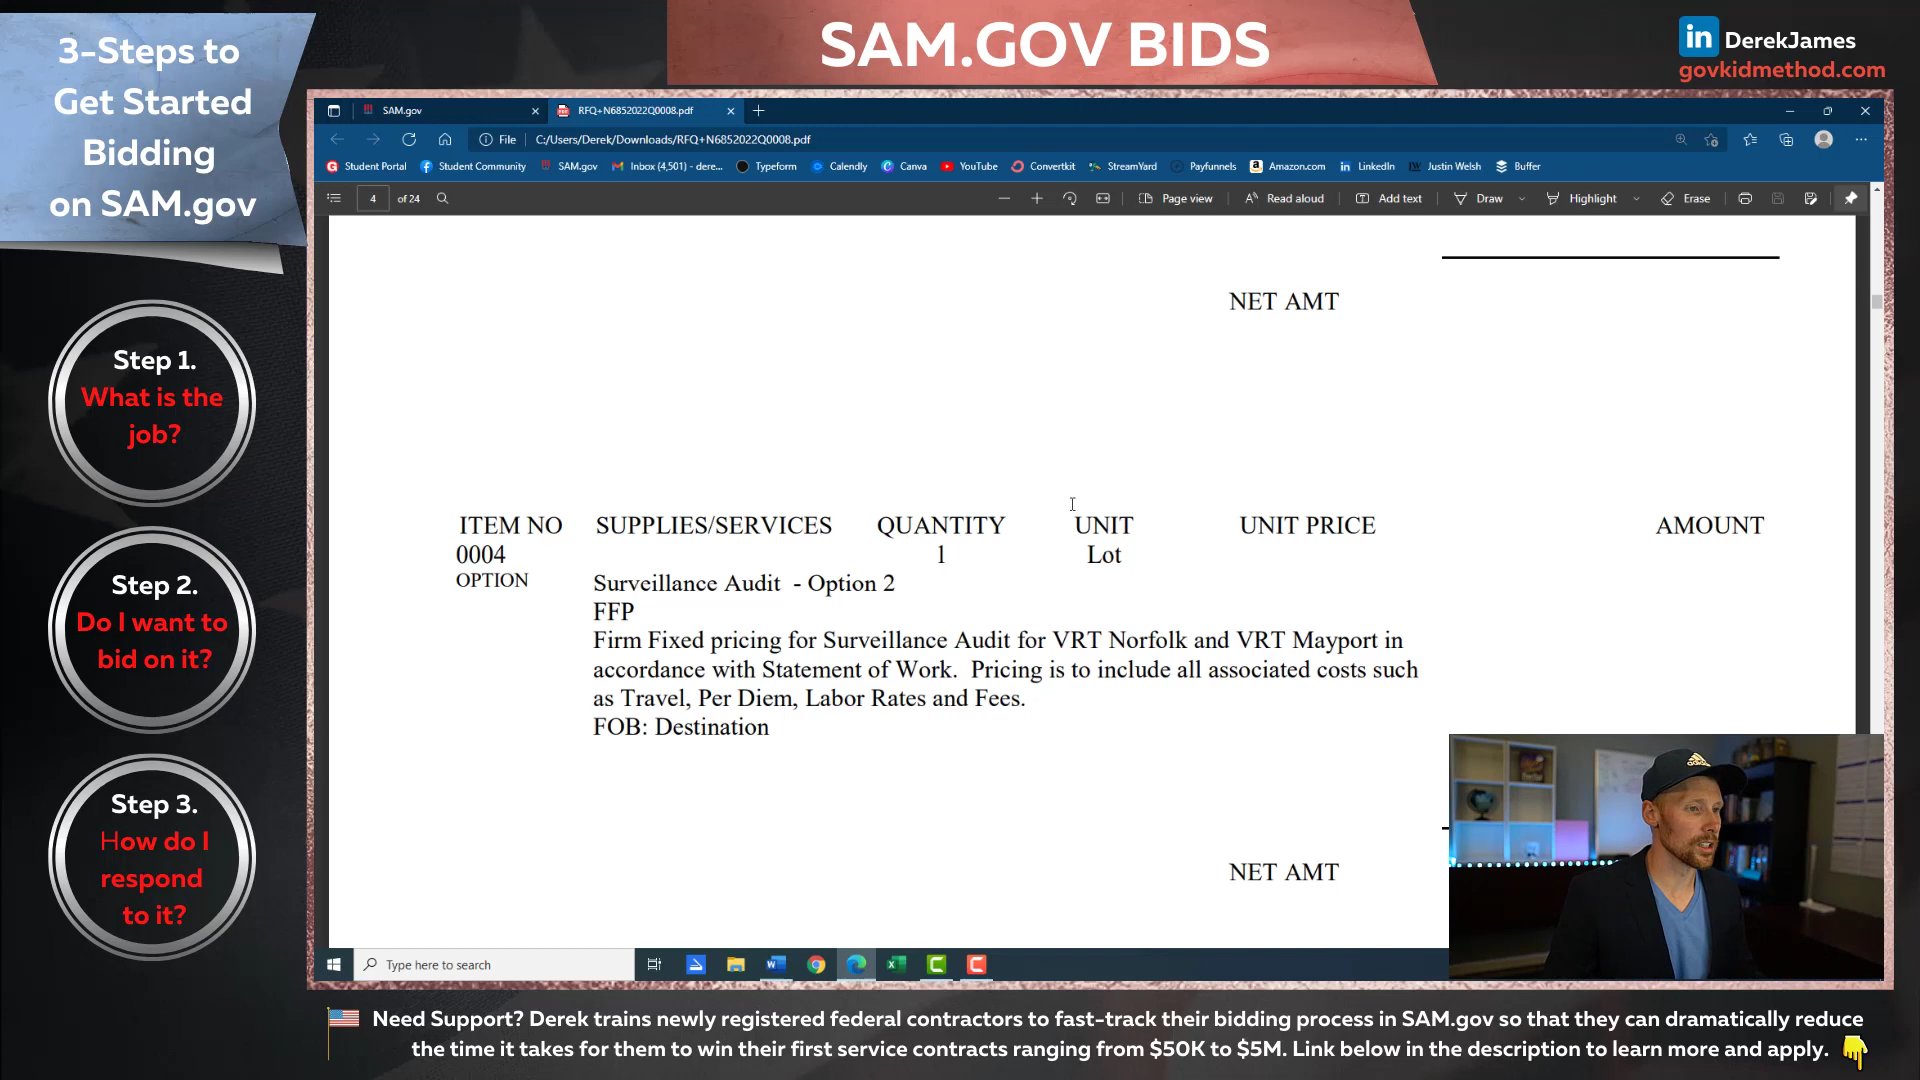 3-Steps to
Get Started
Bidding
on SAM.gov
SAM.GOV BIDS
in DerekJames
govkidmethod.com
SAM.gov
RFQ+N6852022Q0008.pdf
File
C:/Users/Derek/Downloads/RFQ+N6852022Q0008.pdf
Student Portal
Student Community
SAM.gov
Inbox (4,501) - dere...
Typeform
Calendly
Canva
YouTube
Convertkit
StreamYard
Payfunnels
Amazon.com
LinkedIn
Justin Welsh
Buffer
4 of 24
Page view
Read aloud
Add text
Draw
Highlight
Erase
NET AMT
ITEM NO SUPPLIES/SERVICES QUANTITY UNIT UNIT PRICE AMOUNT
0004 1 Lot
OPTION Surveillance Audit - Option 2
FFP
Firm Fixed pricing for Surveillance Audit for VRT Norfolk and VRT Mayport in
accordance with Statement of Work. Pricing is to include all associated costs such
as Travel, Per Diem, Labor Rates and Fees.
FOB: Destination
NET AMT
Step 1.
What is the
job?
Step 2.
Do I want to
bid on it?
Step 3.
How do I
respond
to it?
Type here to search
Need Support? Derek trains newly registered federal contractors to fast-track their bidding process in SAM.gov so that they can dramatically reduce
the time it takes for them to win their first service contracts ranging from $50K to $5M. Link below in the description to learn more and apply.